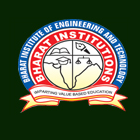 BHARAT INSTITUTE OF ENGINEERING AND TECHNOLOGY
BHARAT INSTITUTIONS
IMPARTING VALUE BASED EDUCATION